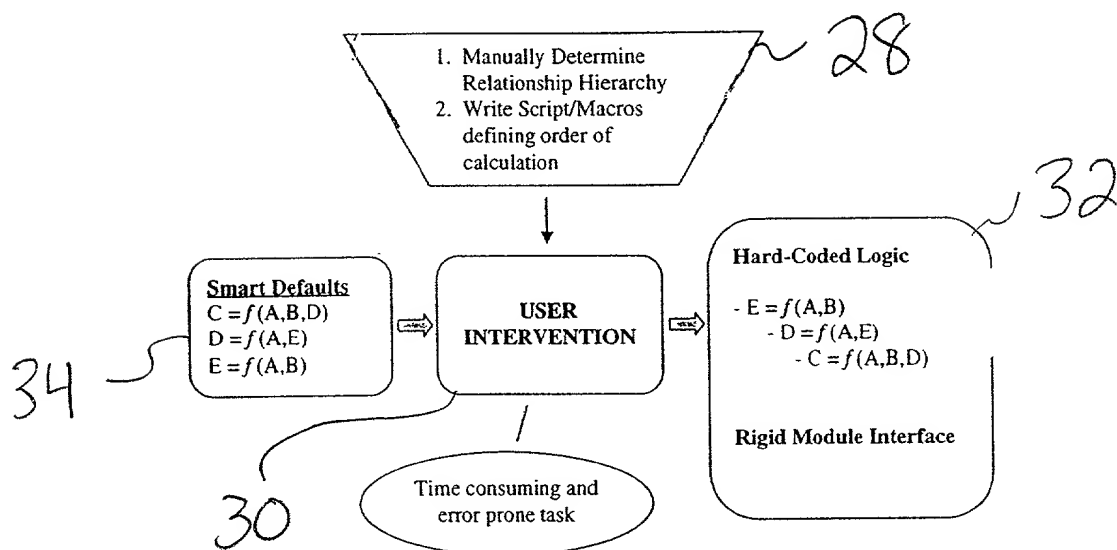 1. Manually Determine
Relationship Hierarchy
2. Write Script/Macros
defining order of
calculation
28
Smart Defaults
C = f(A,B,D)
D = f(A,E)
E = f(A,B)
34
USER
INTERVENTION
30
Time consuming and
error prone task
32
Hard-Coded Logic
- E = f(A,B)
- D = f(A,E)
- C = f(A,B,D)
Rigid Module Interface